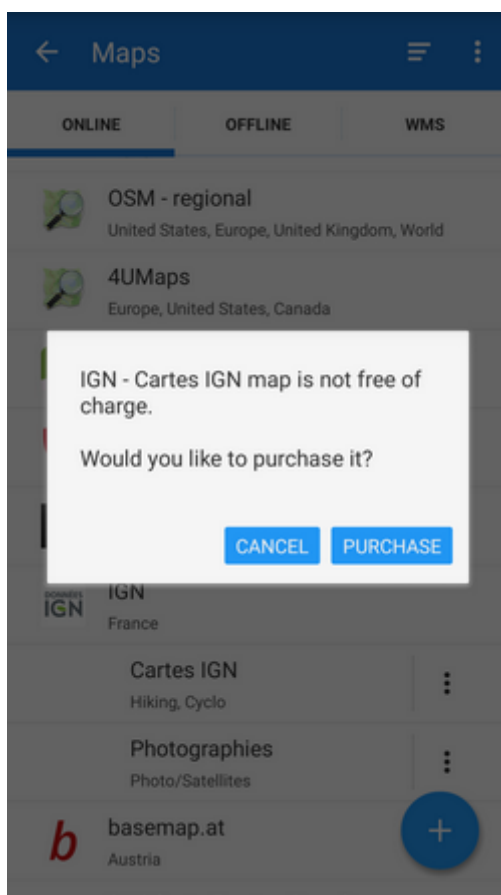 Maps
ONLINE
OFFLINE
WMS
OSM - regional
United States, Europe, United Kingdom, World
4UMaps
Europe, United States, Canada
IGN - Cartes IGN map is not free of
charge.
Would you like to purchase it?
CANCEL
PURCHASE
DONNÉES
IGN
IGN
France
Cartes IGN
Hiking, Cyclo
Photographies
Photo/Satellites
b
basemap.at
Austria